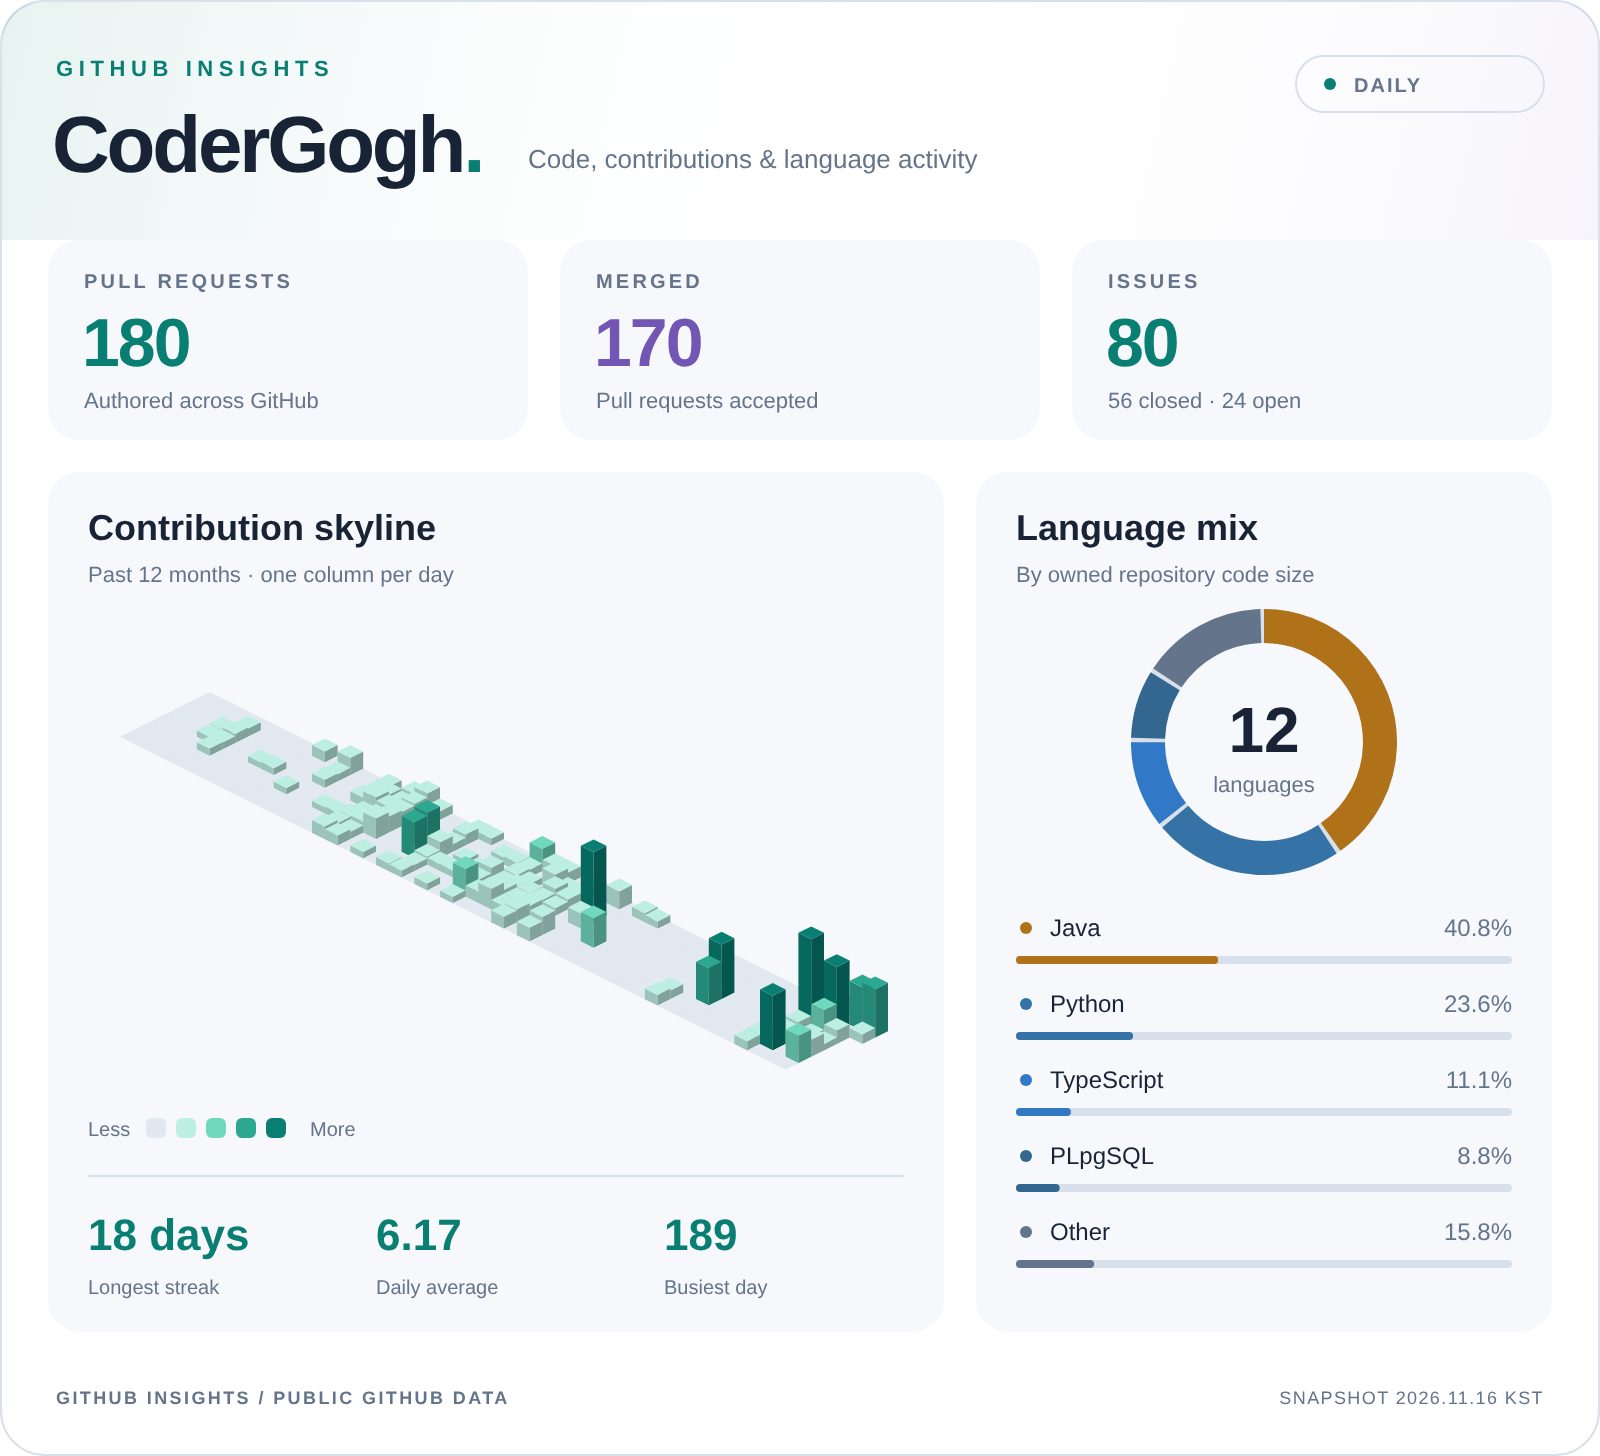 GITHUB INSIGHTS
DAILY
CoderGogh.
Code, contributions & language activity
PULL REQUESTS
180
Authored across GitHub
MERGED
170
Pull requests accepted
ISSUES
80
56 closed · 24 open
Contribution skyline
Past 12 months · one column per day
Less
More
18 days
Longest streak
6.17
Daily average
189
Busiest day
Language mix
By owned repository code size
12
languages
Java 40.8%
Python 23.6%
TypeScript 11.1%
PLpgSQL 8.8%
Other 15.8%
GITHUB INSIGHTS / PUBLIC GITHUB DATA
SNAPSHOT 2026.11.16 KST